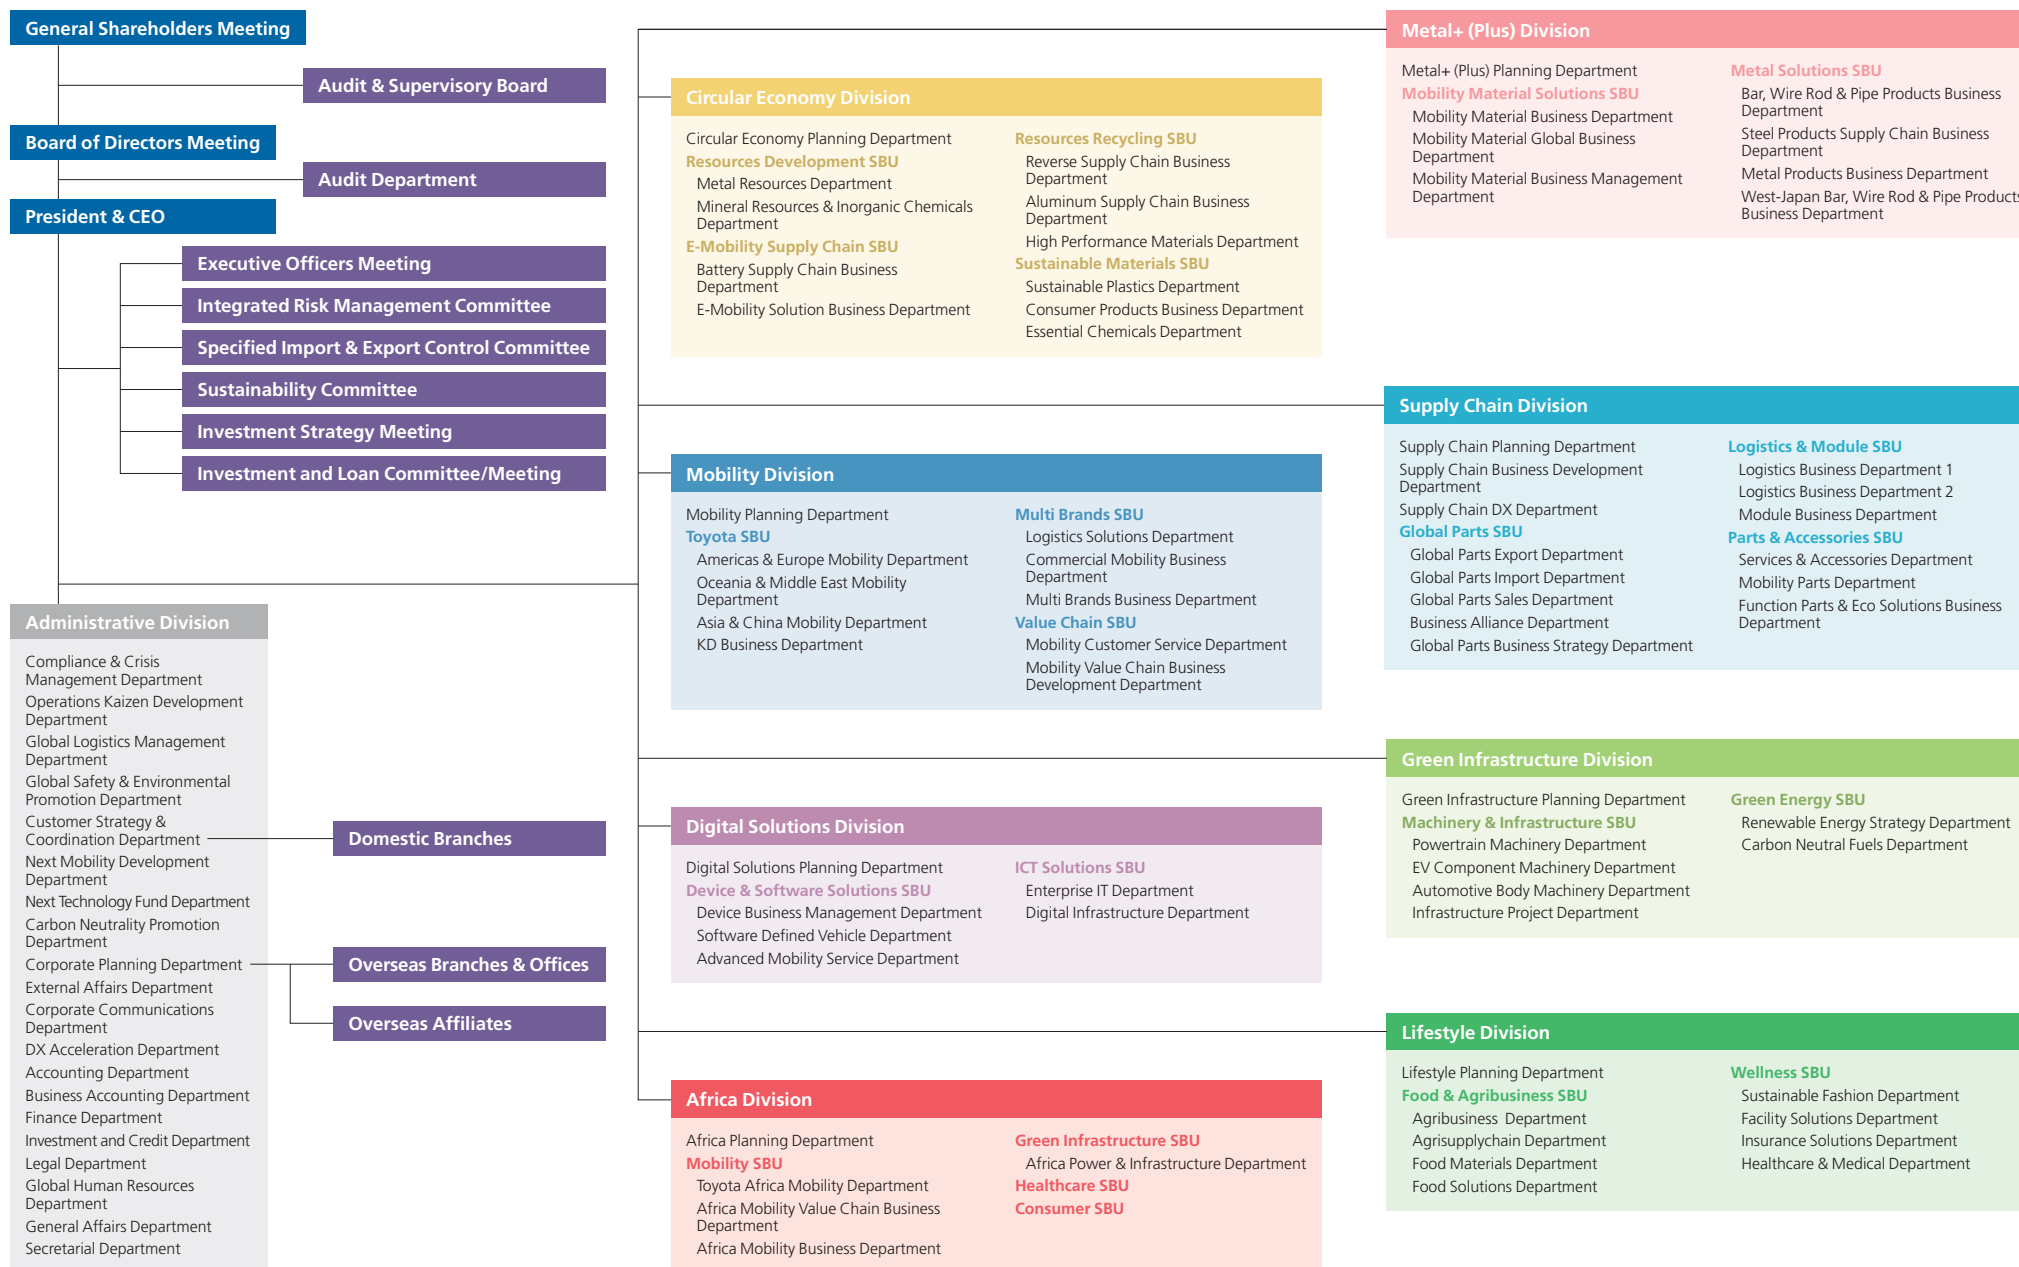 General Shareholders Meeting
Audit & Supervisory Board
Board of Directors Meeting
Audit Department
President & CEO
Executive Officers Meeting
Integrated Risk Management Committee
Specified Import & Export Control Committee
Sustainability Committee
Investment Strategy Meeting
Investment and Loan Committee/Meeting
Administrative Division
Compliance & Crisis
Management Department
Operations Kaizen Development
Department
Global Logistics Management
Department
Global Safety & Environmental
Promotion Department
Customer Strategy &
Coordination Department
Next Mobility Development
Department
Next Technology Fund Department
Carbon Neutrality Promotion
Department
Corporate Planning Department
External Affairs Department
Corporate Communications
Department
DX Acceleration Department
Accounting Department
Business Accounting Department
Finance Department
Investment and Credit Department
Legal Department
Global Human Resources
Department
General Affairs Department
Secretarial Department
Domestic Branches
Overseas Branches & Offices
Overseas Affiliates
Circular Economy Division
Circular Economy Planning Department
Resources Development SBU
Metal Resources Department
Mineral Resources & Inorganic Chemicals
Department
E-Mobility Supply Chain SBU
Battery Supply Chain Business
Department
E-Mobility Solution Business Department
Resources Recycling SBU
Reverse Supply Chain Business
Department
Aluminum Supply Chain Business
Department
High Performance Materials Department
Sustainable Materials SBU
Sustainable Plastics Department
Consumer Products Business Department
Essential Chemicals Department
Mobility Division
Mobility Planning Department
Toyota SBU
Americas & Europe Mobility Department
Oceania & Middle East Mobility
Department
Asia & China Mobility Department
KD Business Department
Multi Brands SBU
Logistics Solutions Department
Commercial Mobility Business
Department
Multi Brands Business Department
Value Chain SBU
Mobility Customer Service Department
Mobility Value Chain Business
Development Department
Digital Solutions Division
Digital Solutions Planning Department
Device & Software Solutions SBU
Device Business Management Department
Software Defined Vehicle Department
Advanced Mobility Service Department
ICT Solutions SBU
Enterprise IT Department
Digital Infrastructure Department
Africa Division
Africa Planning Department
Mobility SBU
Toyota Africa Mobility Department
Africa Mobility Value Chain Business
Department
Africa Mobility Business Department
Green Infrastructure SBU
Africa Power & Infrastructure Department
Healthcare SBU
Consumer SBU
Metal+ (Plus) Division
Metal+ (Plus) Planning Department
Mobility Material Solutions SBU
Mobility Material Business Department
Mobility Material Global Business
Department
Mobility Material Business Management
Department
Metal Solutions SBU
Bar, Wire Rod & Pipe Products Business
Department
Steel Products Supply Chain Business
Department
Metal Products Business Department
West-Japan Bar, Wire Rod & Pipe Products
Business Department
Supply Chain Division
Supply Chain Planning Department
Supply Chain Business Development
Department
Supply Chain DX Department
Global Parts SBU
Global Parts Export Department
Global Parts Import Department
Global Parts Sales Department
Business Alliance Department
Global Parts Business Strategy Department
Logistics & Module SBU
Logistics Business Department 1
Logistics Business Department 2
Module Business Department
Parts & Accessories SBU
Services & Accessories Department
Mobility Parts Department
Function Parts & Eco Solutions Business
Department
Green Infrastructure Division
Green Infrastructure Planning Department
Machinery & Infrastructure SBU
Powertrain Machinery Department
EV Component Machinery Department
Automotive Body Machinery Department
Infrastructure Project Department
Green Energy SBU
Renewable Energy Strategy Department
Carbon Neutral Fuels Department
Lifestyle Division
Lifestyle Planning Department
Food & Agribusiness SBU
Agribusiness Department
Agrisupplychain Department
Food Materials Department
Food Solutions Department
Wellness SBU
Sustainable Fashion Department
Facility Solutions Department
Insurance Solutions Department
Healthcare & Medical Department